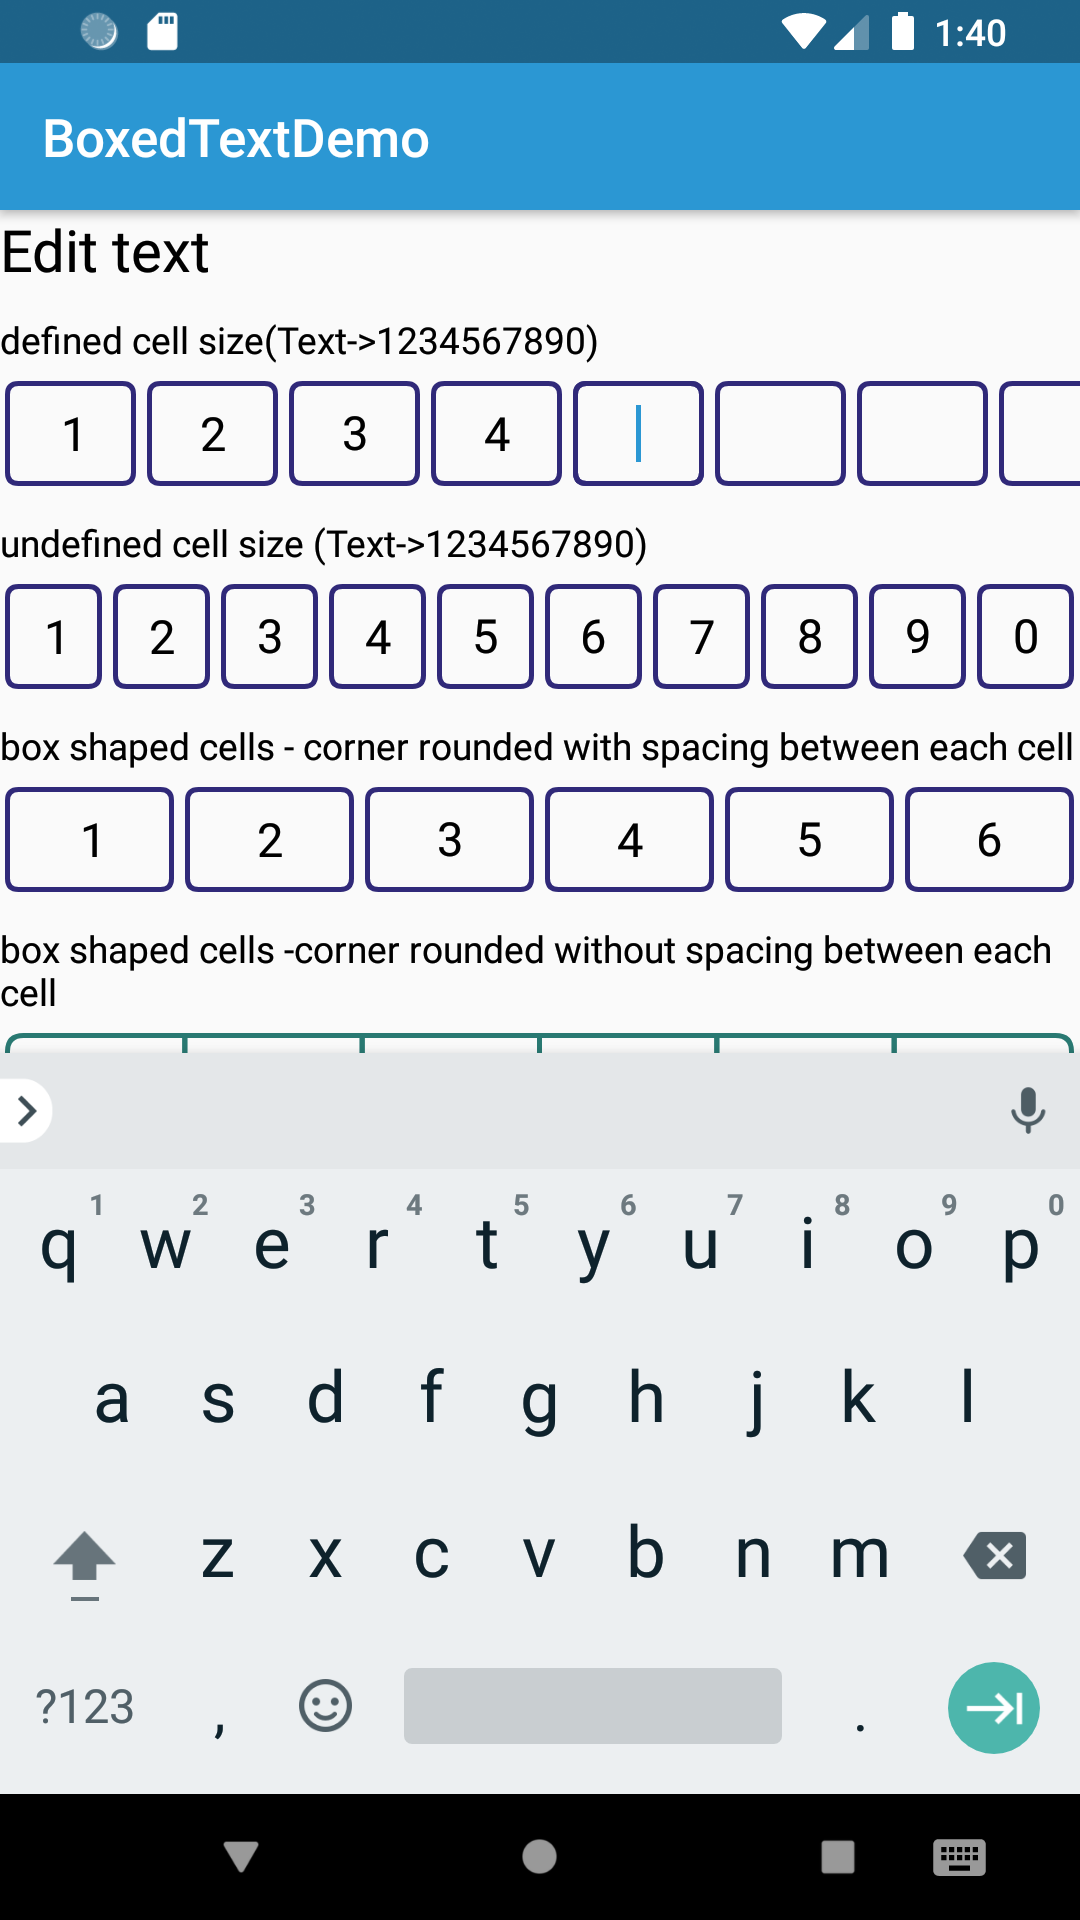 1:40
BoxedTextDemo
Edit text
defined cell size(Text->1234567890)
1 2 3 4
undefined cell size (Text->1234567890)
1 2 3 4 5 6 7 8 9 0
box shaped cells - corner rounded with spacing between each cell
1 2 3 4 5 6
box shaped cells -corner rounded without spacing between each
cell
1 2 3 4 5 6 7 8 9 0
q w e r t y u i o p
a s d f g h j k l
z x c v b n m
?123 , .